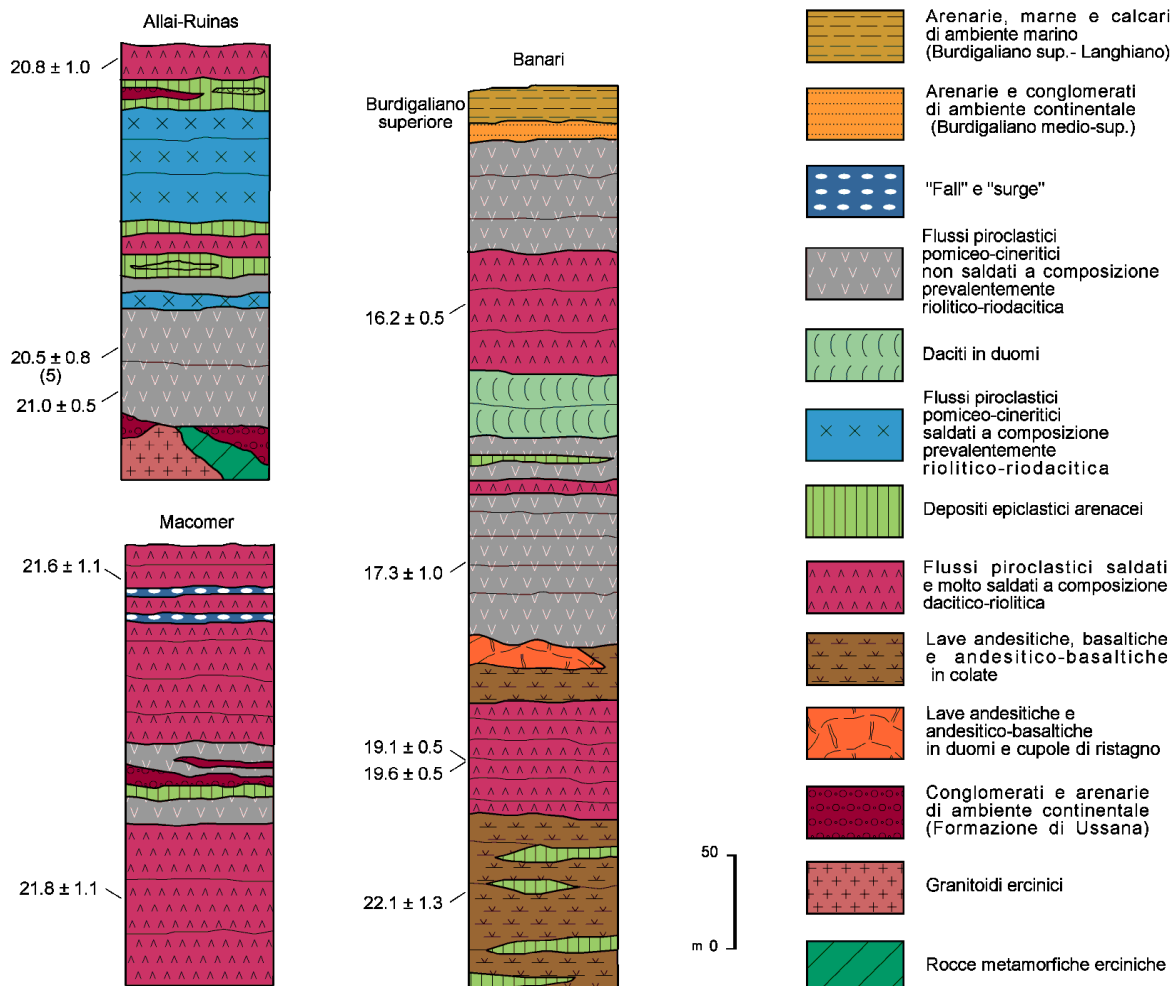 Allai-Ruinas
20.8 ± 1.0
20.5 ± 0.8
(5)
21.0 ± 0.5
Macomer
21.6 ± 1.1
21.8 ± 1.1
Banari
Burdigaliano
superiore
16.2 ± 0.5
17.3 ± 1.0
19.1 ± 0.5
19.6 ± 0.5
22.1 ± 1.3
50
m 0
Arenarie, marne e calcari
di ambiente marino
(Burdigaliano sup.- Langhiano)
Arenarie e conglomerati
di ambiente continentale
(Burdigaliano medio-sup.)
"Fall" e "surge"
Flussi piroclastici
pomiceo-cineritici
non saldati a composizione
prevalentemente
riolitico-riodacitica
Daciti in duomi
Flussi piroclastici
pomiceo-cineritici
saldati a composizione
prevalentemente
riolitico-riodacitica
Depositi epiclastici arenacei
Flussi piroclastici saldati
e molto saldati a composizione
dacitico-riolitica
Lave andesitiche, basaltiche
e andesitico-basaltiche
in colate
Lave andesitiche e
andesitico-basaltiche
in duomi e cupole di ristagno
Conglomerati e arenarie
di ambiente continentale
(Formazione di Ussana)
Granitoidi ercinici
Rocce metamorfiche erciniche